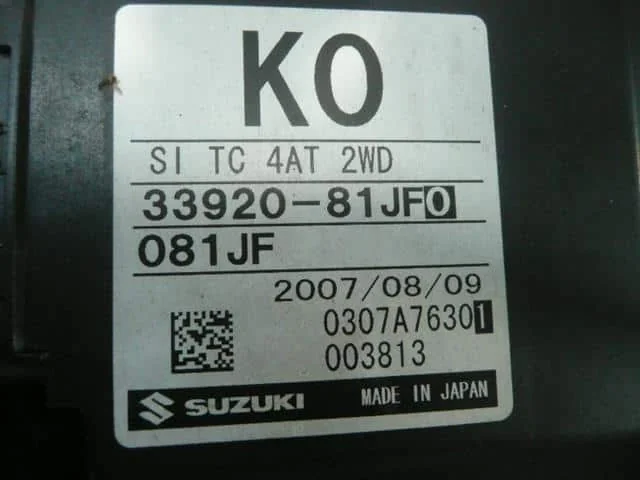 KO
SI TC 4AT 2WD
33920-81JF0
081JF
2007/08/09
0307A76301
003813
SUZUKI MADE IN JAPAN